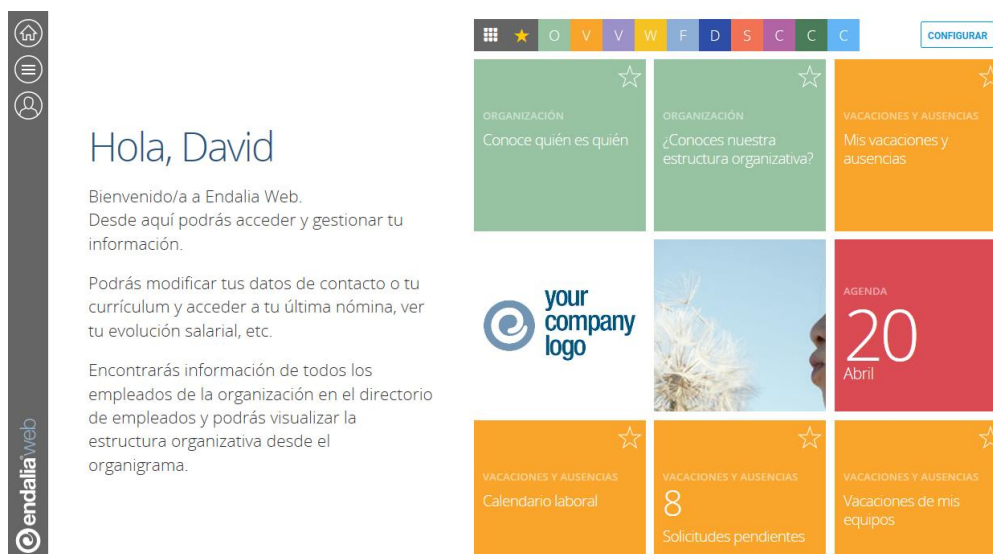 O V V W F D S C C C
CONFIGURAR
Hola, David
Bienvenido/a a Endalia Web.
Desde aquí podrás acceder y gestionar tu
información.
Podrás modificar tus datos de contacto o tu
currículum y acceder a tu última nómina, ver
tu evolución salarial, etc.
Encontrarás información de todos los
empleados de la organización en el directorio
de empleados y podrás visualizar la
estructura organizativa desde el
organigrama.
endalia web
ORGANIZACIÓN
Conoce quién es quién
ORGANIZACIÓN
¿Conoces nuestra
estructura organizativa?
VACACIONES Y AUSENCIAS
Mis vacaciones y
ausencias
your
company
logo
AGENDA
20
Abril
VACACIONES Y AUSENCIAS
Calendario laboral
VACACIONES Y AUSENCIAS
8
Solicitudes pendientes
VACACIONES Y AUSENCIAS
Vacaciones de mis
equipos